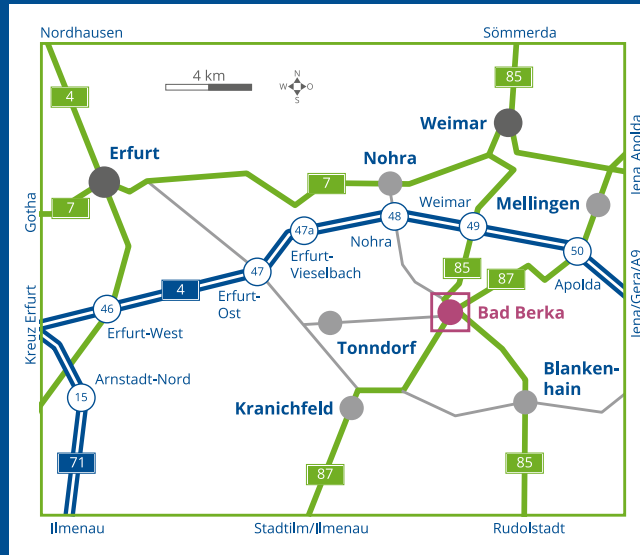 Nordhausen
Sömmerda
4 km
N
W O
S
85
4
Weimar
Erfurt
Nohra
Jena Apolda
7
Mellingen
Gotha
7
Weimar
47a
48
49
Nohra
Erfurt-
Vieselbach
50
Jena/Gera/A9
47
85
87
Apolda
4
Erfurt-
Ost
46
Bad Berka
Kreuz Erfurt
Erfurt-West
Tonndorf
Blanken-
hain
Arnstadt-Nord
15
Kranichfeld
71
87
85
Ilmenau
Stadtilm/Ilmenau
Rudolstadt